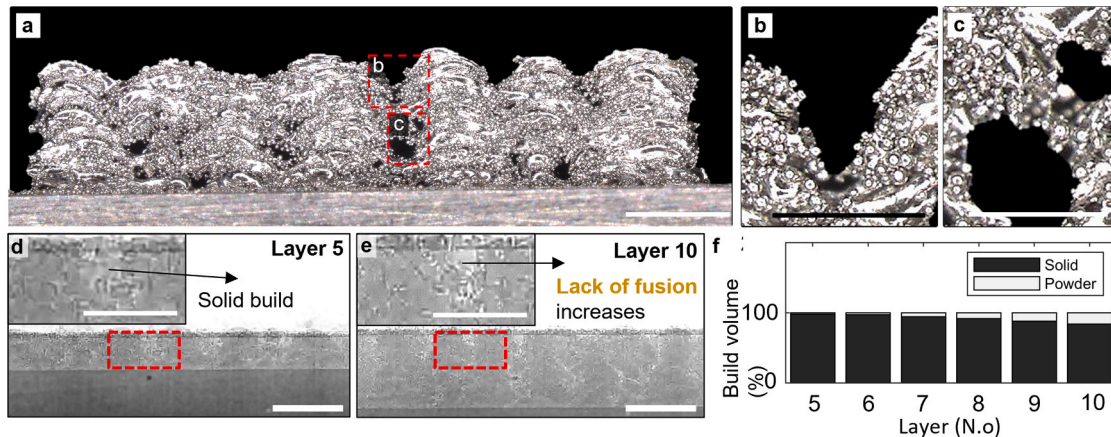 a
b
c
b
c
d
Layer 5
Solid build
e
Layer 10
Lack of fusion
increases
f
Solid
Powder
Build volume
(%)
100
0
5 6 7 8 9 10
Layer (N.o)